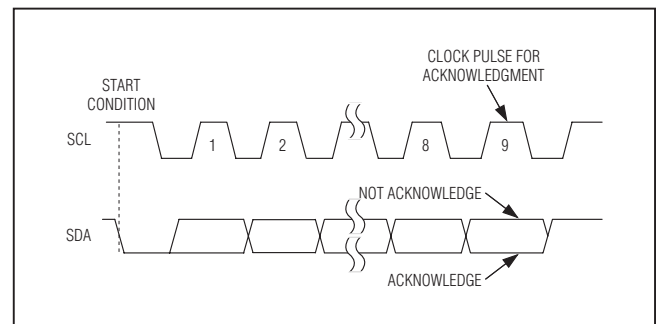 CLOCK PULSE FOR
ACKNOWLEDGMENT
START
CONDITION
SCL
1
2
8
9
NOT ACKNOWLEDGE
SDA
ACKNOWLEDGE